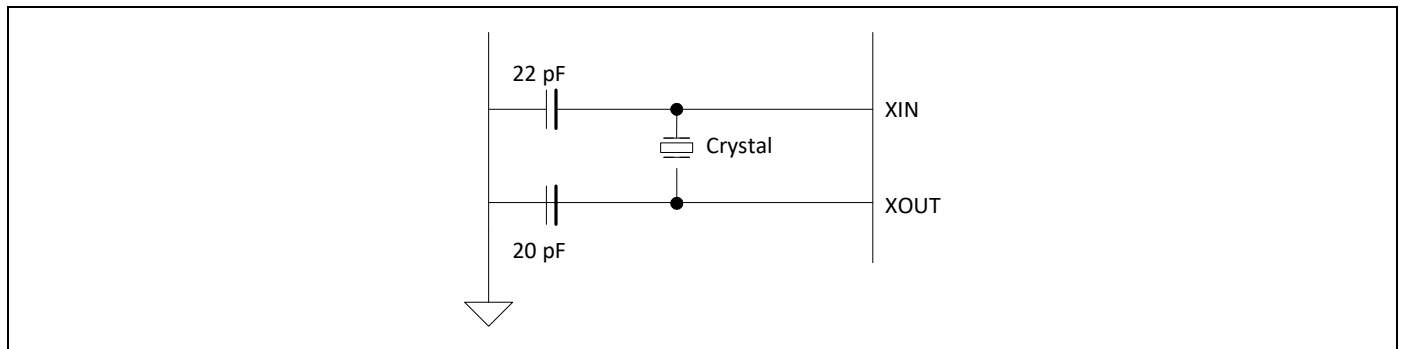 22 pF
XIN
Crystal
XOUT
20 pF